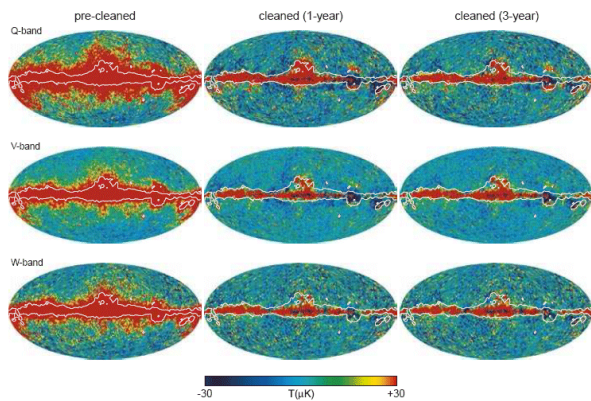 pre-cleaned cleaned (1-year) cleaned (3-year)
Q-band
V-band
W-band
-30 T(μK) +30